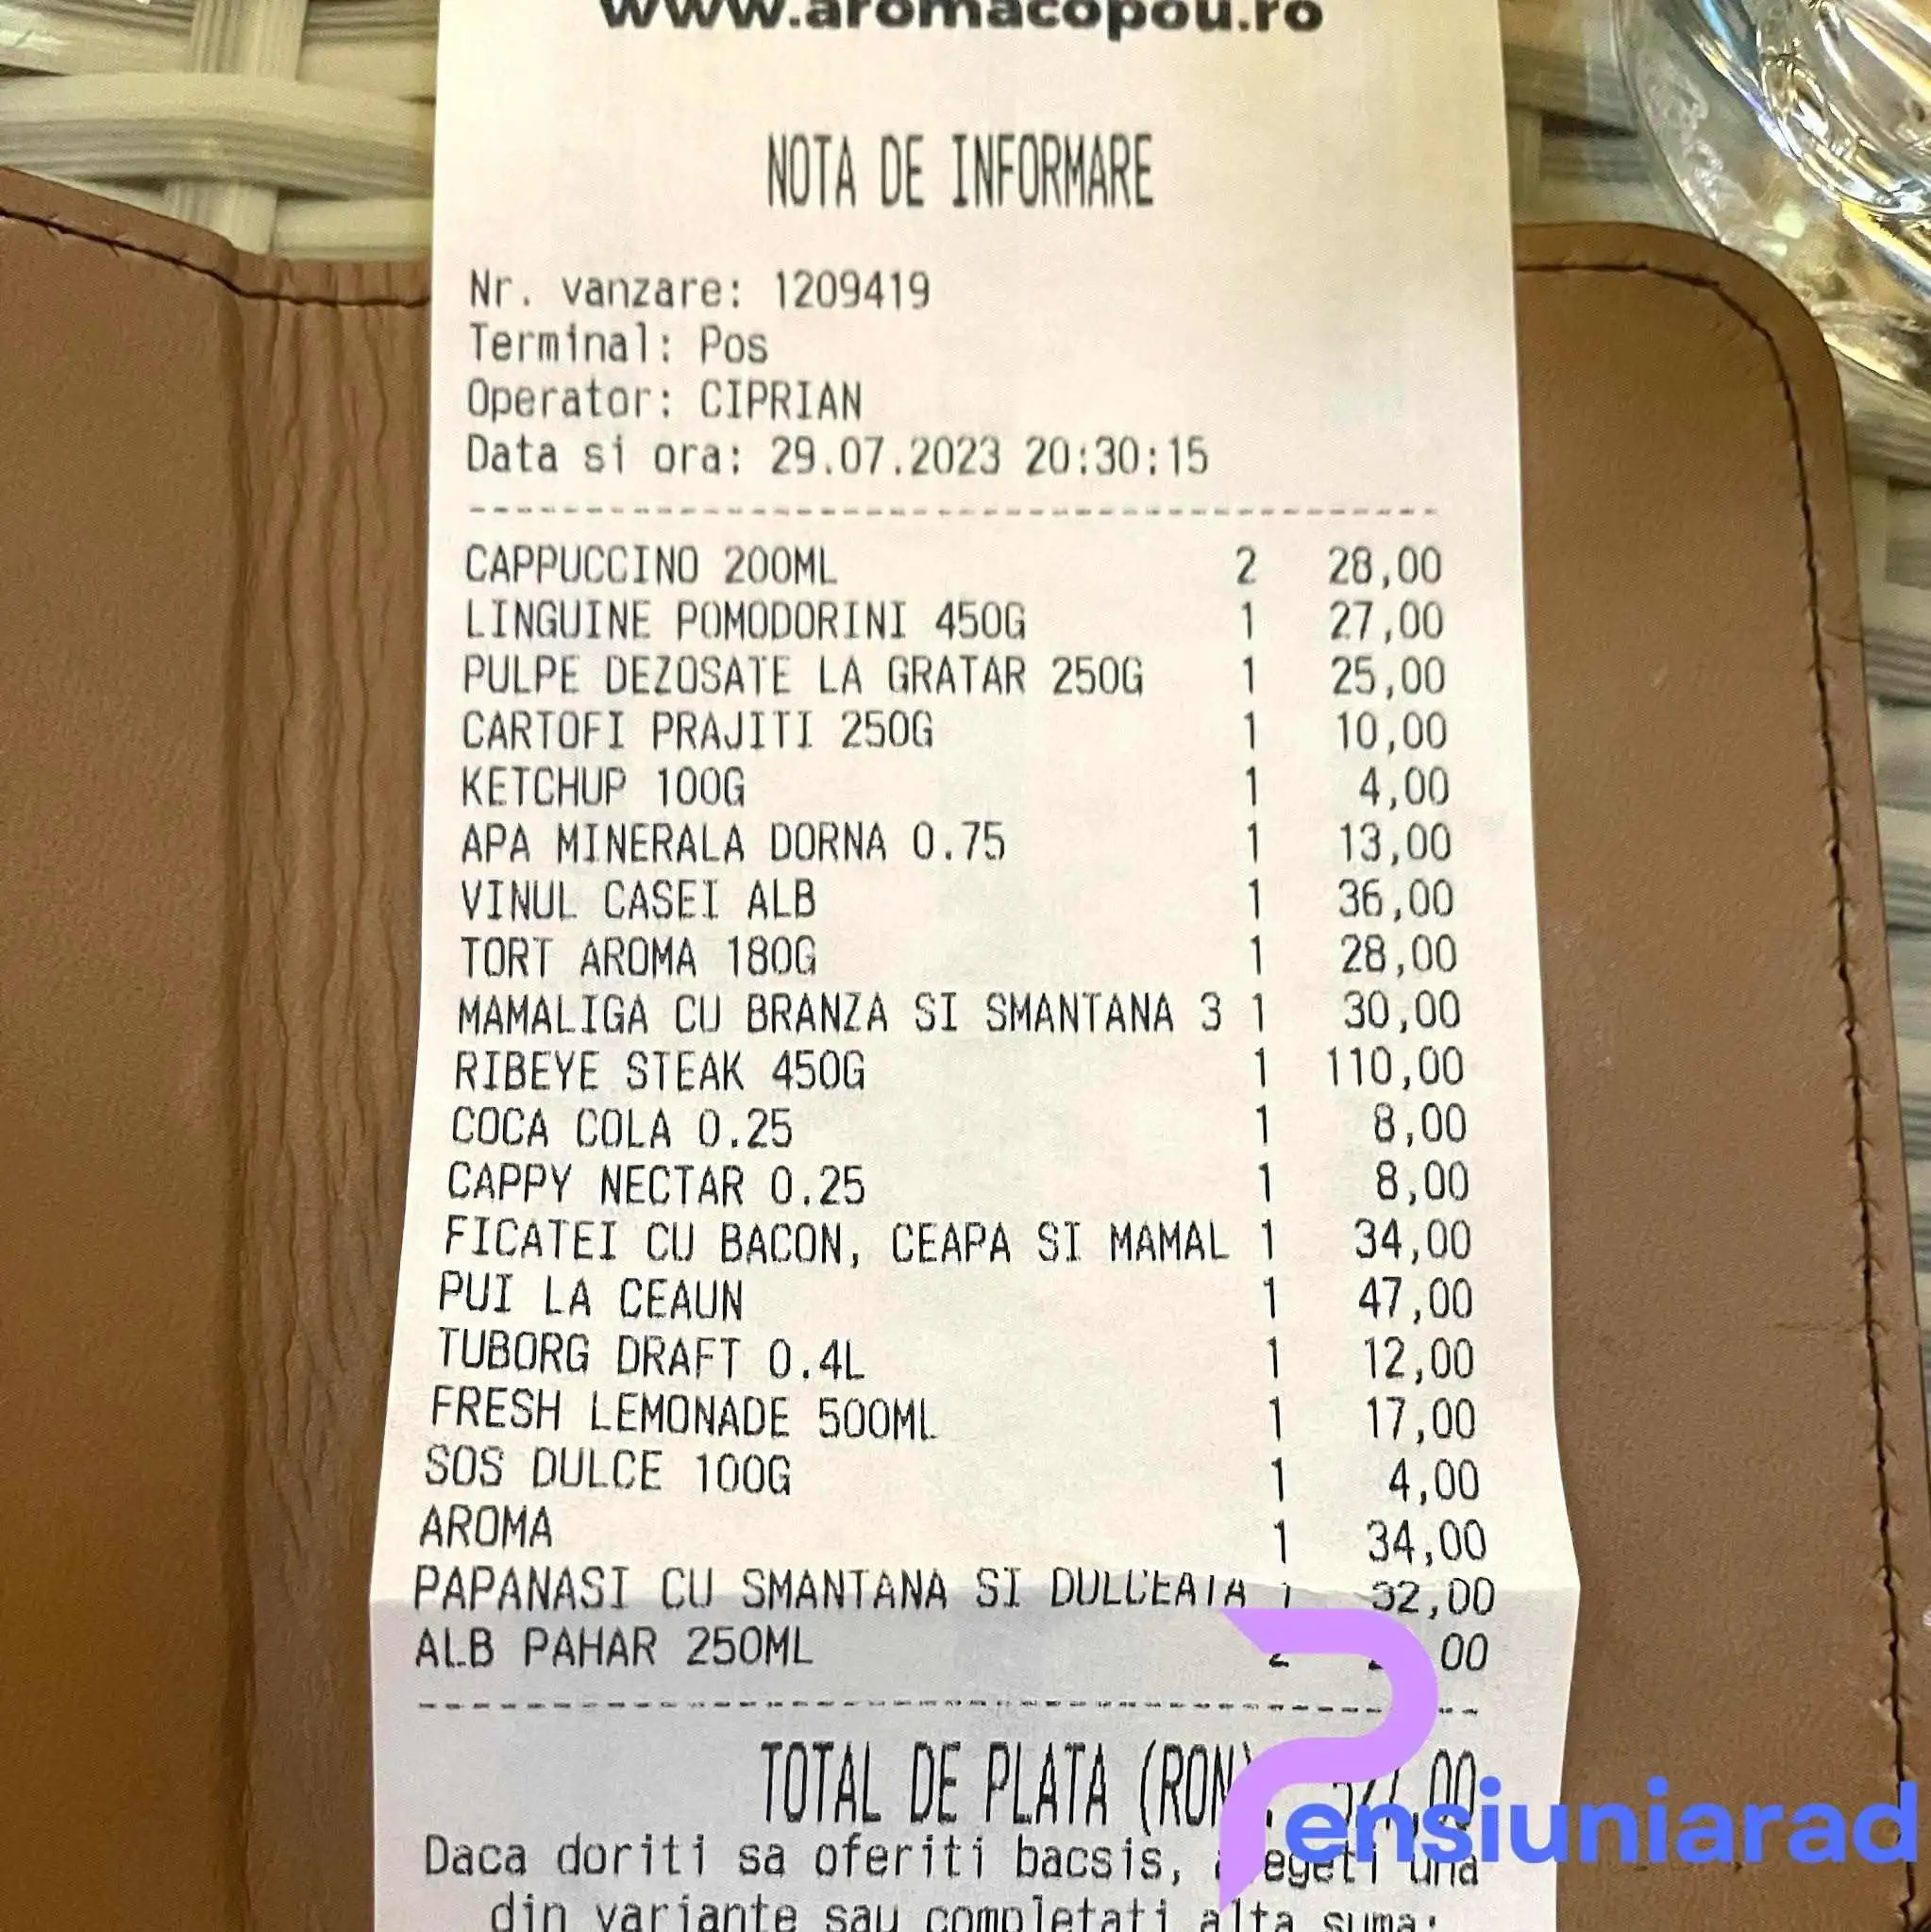 www.aromacopou.ro
NOTA DE INFORMARE
Nr. vanzare: 1209419
Terminal: Pos
Operator: CIPRIAN
Data si ora: 29.07.2023 20:30:15
CAPPUCCINO 200ML 2 28,00
LINGUINE POMODORINI 450G 1 27,00
PULPE DEZOSATE LA GRATAR 250G 1 25,00
CARTOFI PRAJITI 250G 1 10,00
KETCHUP 100G 1 4,00
APA MINERALA DORNA 0.75 1 13,00
VINUL CASEI ALB 1 36,00
TORT AROMA 180G 1 28,00
MAMALIGA CU BRANZA SI SMANTANA 3 1 30,00
RIBEYE STEAK 450G 1 110,00
COCA COLA 0.25 1 8,00
CAPPY NECTAR 0.25 1 8,00
FICATEI CU BACON, CEAPA SI MAMAL 1 34,00
PUI LA CEAUN 1 47,00
TUBORG DRAFT 0.4L 1 12,00
FRESH LEMONADE 500ML 1 17,00
SOS DULCE 100G 1 4,00
AROMA 1 34,00
PAPANASI CU SMANTANA SI DULCEATA 1 32,00
ALB PAHAR 250ML 2
TOTAL DE PLATA (RON):
Daca doriti sa oferiti bacsis, alegeti una
din variante sau completati alta suma:
Pensiuniarad